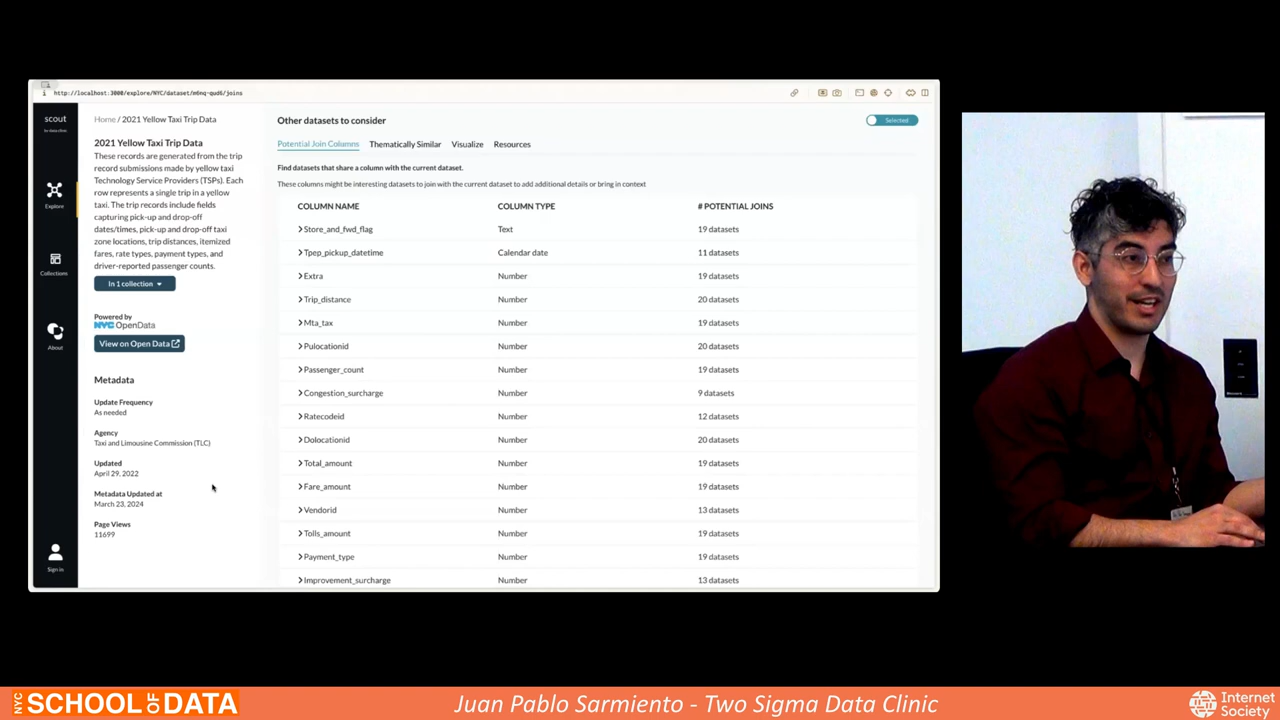 http://localhost:3000/explore/NYC/dataset/m6nq-qud6/joins
scout
by data clinic
Explore
Collections
About
Sign in
Home / 2021 Yellow Taxi Trip Data
2021 Yellow Taxi Trip Data
These records are generated from the trip
record submissions made by yellow taxi
Technology Service Providers (TSPs). Each
row represents a single trip in a yellow
taxi. The trip records include fields
capturing pick-up and drop-off
dates/times, pick-up and drop-off taxi
zone locations, trip distances, itemized
fares, rate types, payment types, and
driver-reported passenger counts.
In 1 collection
Powered by
NYC OpenData
View on Open Data
Metadata
Update Frequency
As needed
Agency
Taxi and Limousine Commission (TLC)
Updated
April 29, 2022
Metadata Updated at
March 23, 2024
Page Views
11699
Other datasets to consider
Selected
Potential Join Columns Thematically Similar Visualize Resources
Find datasets that share a column with the current dataset.
These columns might be interesting datasets to join with the current dataset to add additional details or bring in context
COLUMN NAME COLUMN TYPE # POTENTIAL JOINS
Store_and_fwd_flag Text 19 datasets
Tpep_pickup_datetime Calendar date 11 datasets
Extra Number 19 datasets
Trip_distance Number 20 datasets
Mta_tax Number 19 datasets
Pulocationid Number 20 datasets
Passenger_count Number 19 datasets
Congestion_surcharge Number 9 datasets
Ratecodeid Number 12 datasets
Dolocationid Number 20 datasets
Total_amount Number 19 datasets
Fare_amount Number 19 datasets
Vendorid Number 13 datasets
Tolls_amount Number 19 datasets
Payment_type Number 19 datasets
Improvement_surcharge Number 13 datasets
NYC SCHOOL OF DATA
Juan Pablo Sarmiento - Two Sigma Data Clinic
Internet
Society